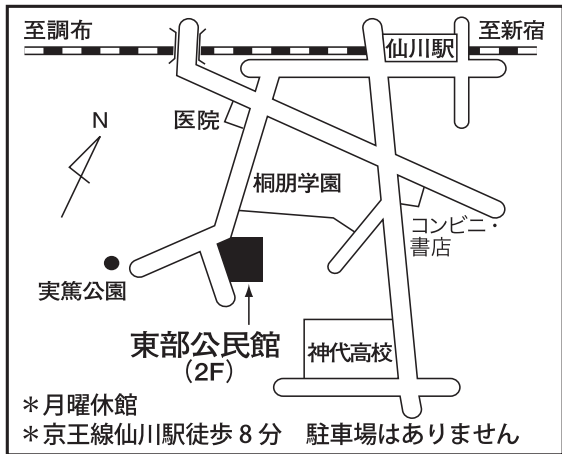 至調布
仙川駅
至新宿
医院
N
桐朋学園
コンビニ・
書店
実篤公園
東部公民館
(2F)
神代高校
＊月曜休館
＊京王線仙川駅徒歩8分　駐車場はありません